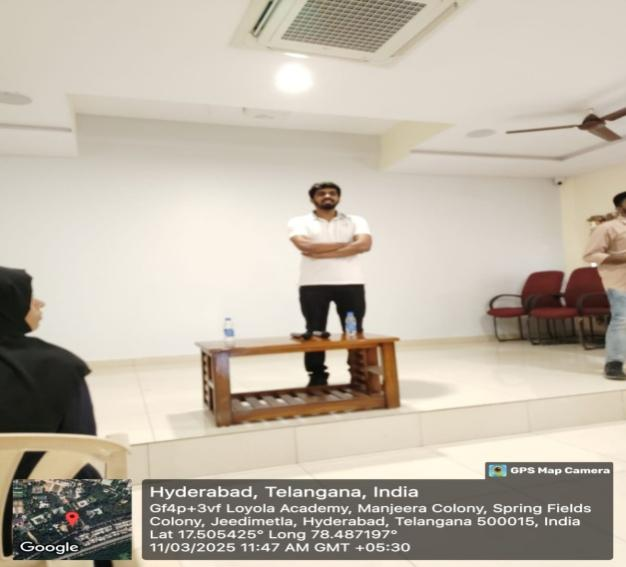 GPS Map Camera
Hyderabad, Telangana, India
Gf4p+3vf Loyola Academy, Manjeera Colony, Spring Fields
Colony, Jeedimetla, Hyderabad, Telangana 500015, India
Lat 17.505425° Long 78.487197°
11/03/2025 11:47 AM GMT +05:30
Google